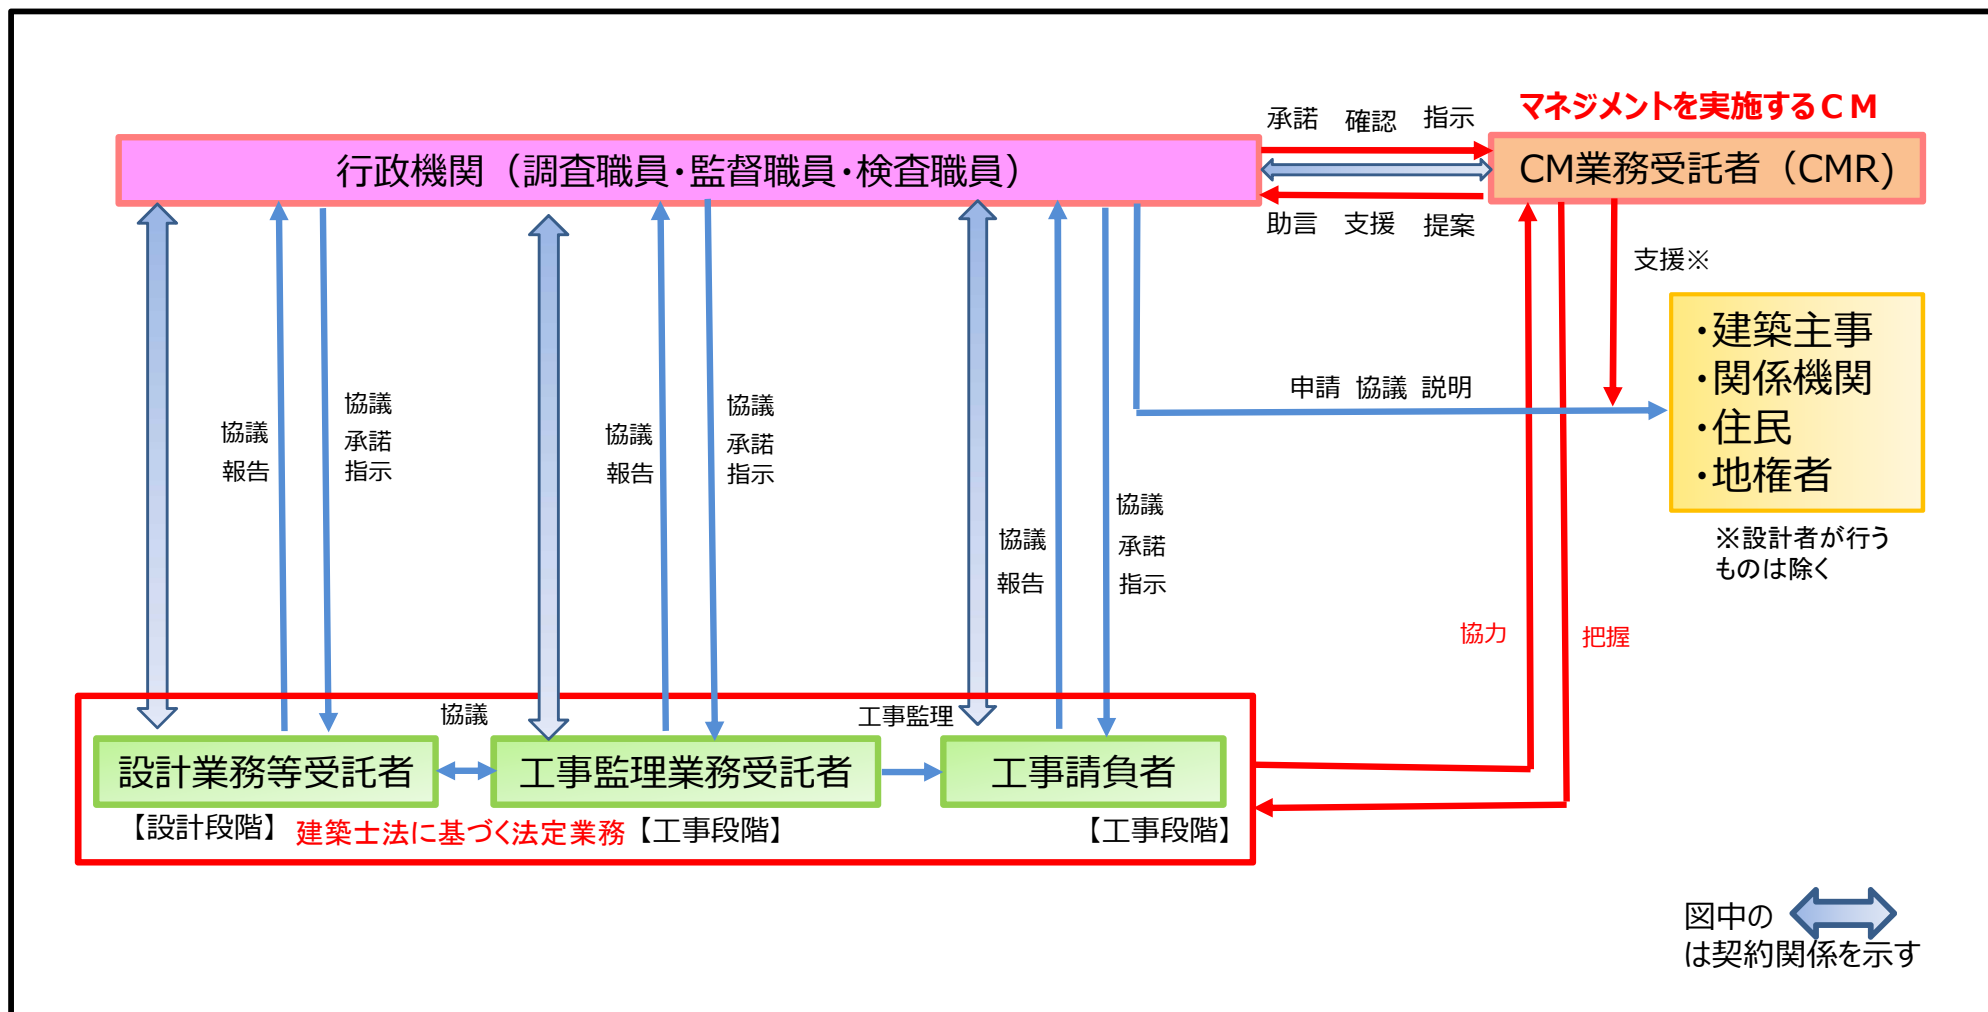 マネジメントを実施するＣＭ
承諾 確認 指示
行政機関（調査職員・監督職員・検査職員）
CM業務受託者（CMR)
助言 支援 提案
支援※
・建築主事
・関係機関
・住民
・地権者
申請 協議 説明
※設計者が行う
ものは除く
協議
報告
協議
承諾
指示
協議
報告
協議
承諾
指示
協議
報告
協議
承諾
指示
協力
把握
協議
工事監理
設計業務等受託者
工事監理業務受託者
工事請負者
【設計段階】
建築士法に基づく法定業務
【工事段階】
【工事段階】
図中の
は契約関係を示す